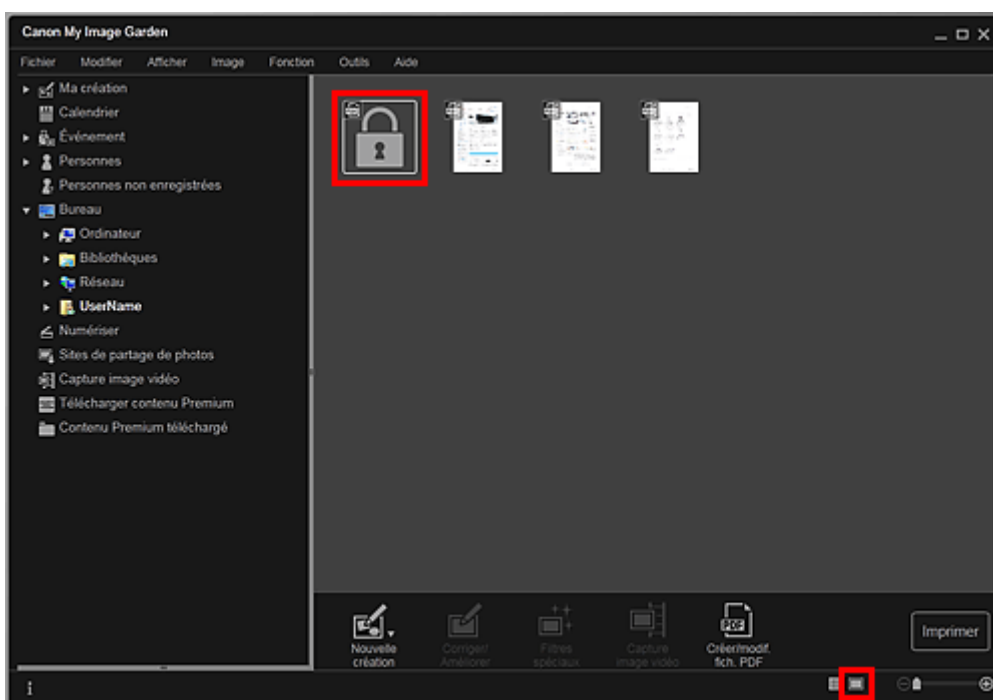 Canon My Image Garden
Fichier Modifier Afficher Image Fonction Outils Aide
Ma création
Calendrier
Événement
Personnes
Personnes non enregistrées
Bureau
Ordinateur
Bibliothèques
Réseau
UserName
Numériser
Sites de partage de photos
Capture image vidéo
Télécharger contenu Premium
Contenu Premium téléchargé
Nouvelle création
Corriger/ Améliorer
Filtres spéciaux
Capture image vidéo
PDF
Créer/modif. fich. PDF
Imprimer